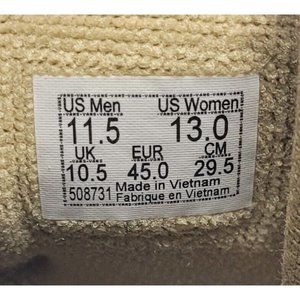 US Men US Women
11.5 13.0
UK EUR CM
10.5 45.0 29.5
508731 Made in Vietnam
Fabrique en Vietnam